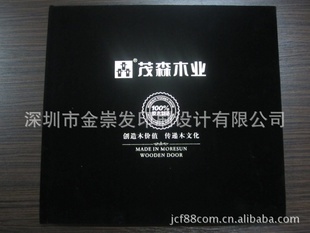 ® 茂森木业
100%
创造木价值 传递木文化
MADE IN MORESUN
WOODEN DOOR
深圳市金崇发印刷设计有限公司
jcf88com.cn.alibaba.com